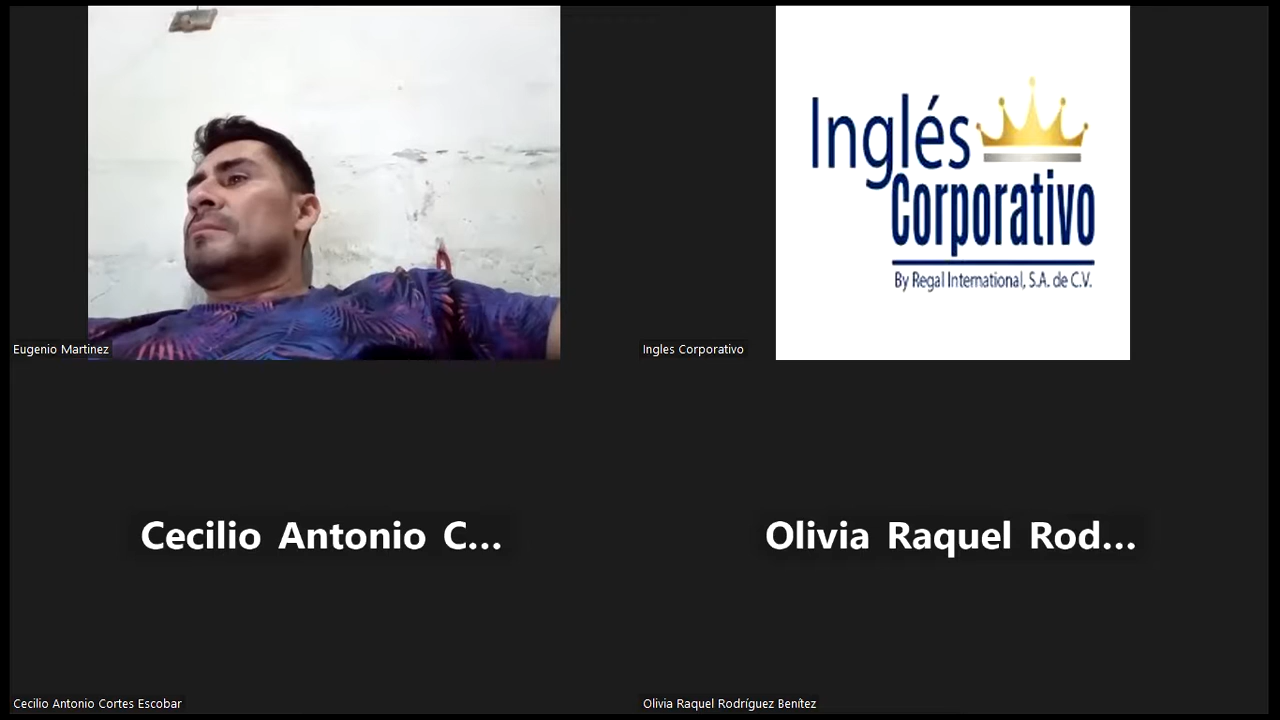 Inglés
Corporativo
By Regal International, S.A. de C.V.
Eugenio Martinez
Ingles Corporativo
Cecilio Antonio C...
Olivia Raquel Rod...
Cecilio Antonio Cortes Escobar
Olivia Raquel Rodríguez Benítez